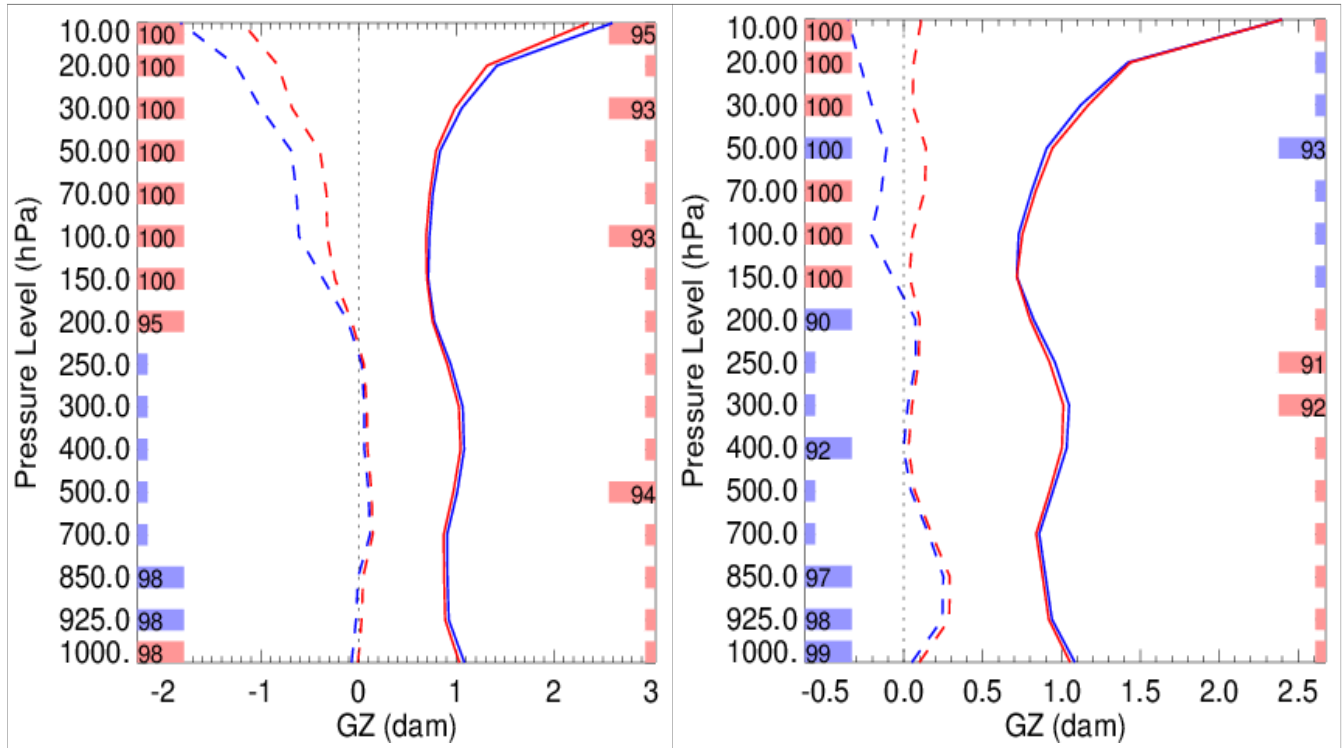 10.00 100 95
20.00 100
30.00 100 93
50.00 100
70.00 100
100.0 100 93
150.0 100
200.0 95
250.0
300.0
400.0
500.0 94
700.0
850.0 98
925.0 98
1000. 98
-2 -1 0 1 2 3
GZ (dam)
Pressure Level (hPa)
10.00 100
20.00 100
30.00 100
50.00 100 93
70.00 100
100.0 100
150.0 100
200.0 90
250.0 91
300.0 92
400.0 92
500.0
700.0
850.0 97
925.0 98
1000. 99
-0.5 0.0 0.5 1.0 1.5 2.0 2.5
GZ (dam)
Pressure Level (hPa)